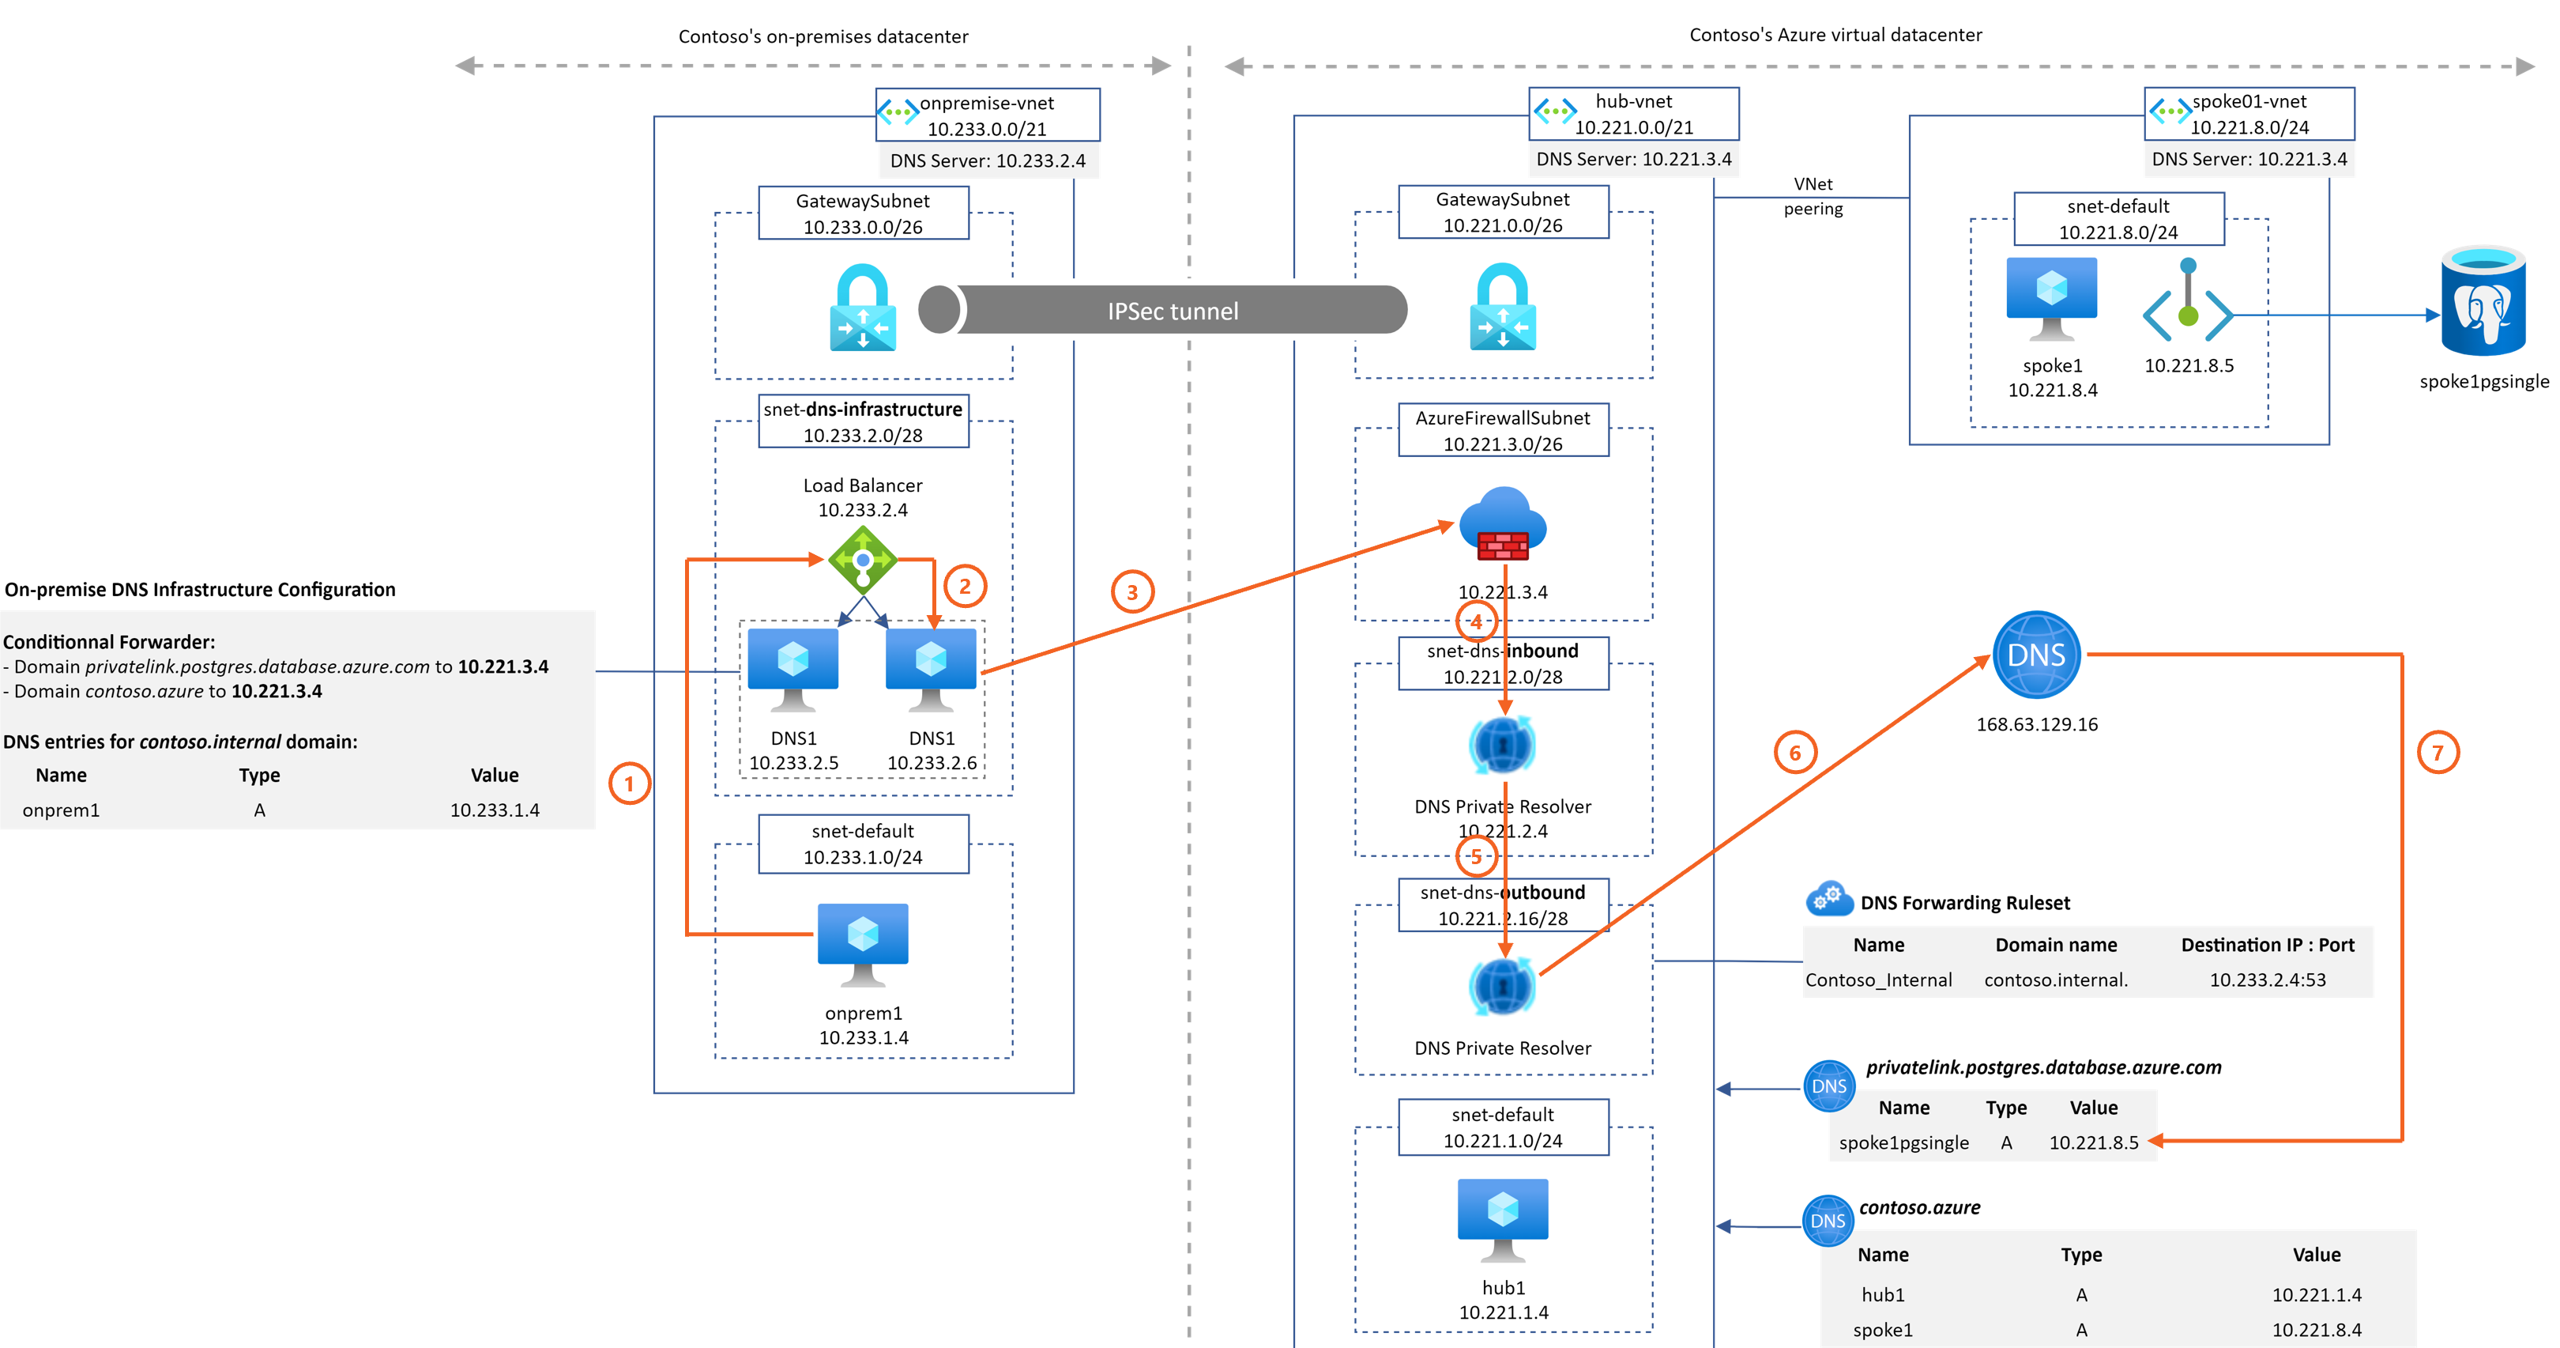 Contoso's on-premises datacenter
Contoso's Azure virtual datacenter
onpremise-vnet
10.233.0.0/21
DNS Server: 10.233.2.4
GatewaySubnet
10.233.0.0/26
hub-vnet
10.221.0.0/21
DNS Server: 10.221.3.4
GatewaySubnet
10.221.0.0/26
VNet
peering
spoke01-vnet
10.221.8.0/24
DNS Server: 10.221.3.4
snet-default
10.221.8.0/24
spoke1
10.221.8.4
10.221.8.5
spoke1pgsingle
IPSec tunnel
snet-dns-infrastructure
10.233.2.0/28
Load Balancer
10.233.2.4
2
3
AzureFirewallSubnet
10.221.3.0/26
10.221.3.4
4
On-premise DNS Infrastructure Configuration
Conditionnal Forwarder:
- Domain privatelink.postgres.database.azure.com to 10.221.3.4
- Domain contoso.azure to 10.221.3.4
DNS entries for contoso.internal domain:
Name Type Value
onprem1 A 10.233.1.4
1
DNS1
10.233.2.5
DNS1
10.233.2.6
snet-default
10.233.1.0/24
onprem1
10.233.1.4
snet-dns-inbound
10.221.2.0/28
DNS Private Resolver
10.221.2.4
5
snet-dns-outbound
10.221.2.16/28
DNS Private Resolver
6
DNS
168.63.129.16
7
DNS Forwarding Ruleset
Name Domain name Destination IP : Port
Contoso_Internal contoso.internal. 10.233.2.4:53
DNS
privatelink.postgres.database.azure.com
Name Type Value
spoke1pgsingle A 10.221.8.5
snet-default
10.221.1.0/24
hub1
10.221.1.4
DNS
contoso.azure
Name Type Value
hub1 A 10.221.1.4
spoke1 A 10.221.8.4